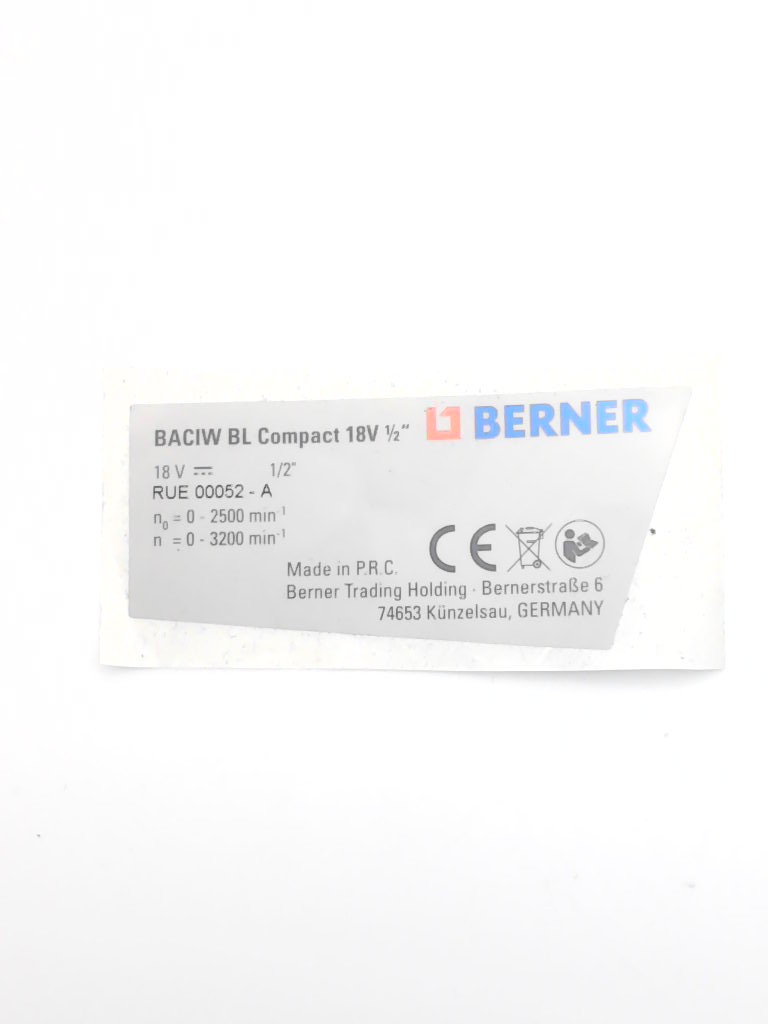 BACIW BL Compact 18V ½" BERNER
18 V ⎓ 1/2"
RUE 00052 - A
n₀ = 0 - 2500 min⁻¹
n = 0 - 3200 min⁻¹
CE
Made in P.R.C.
Berner Trading Holding · Bernerstraße 6
74653 Künzelsau, GERMANY